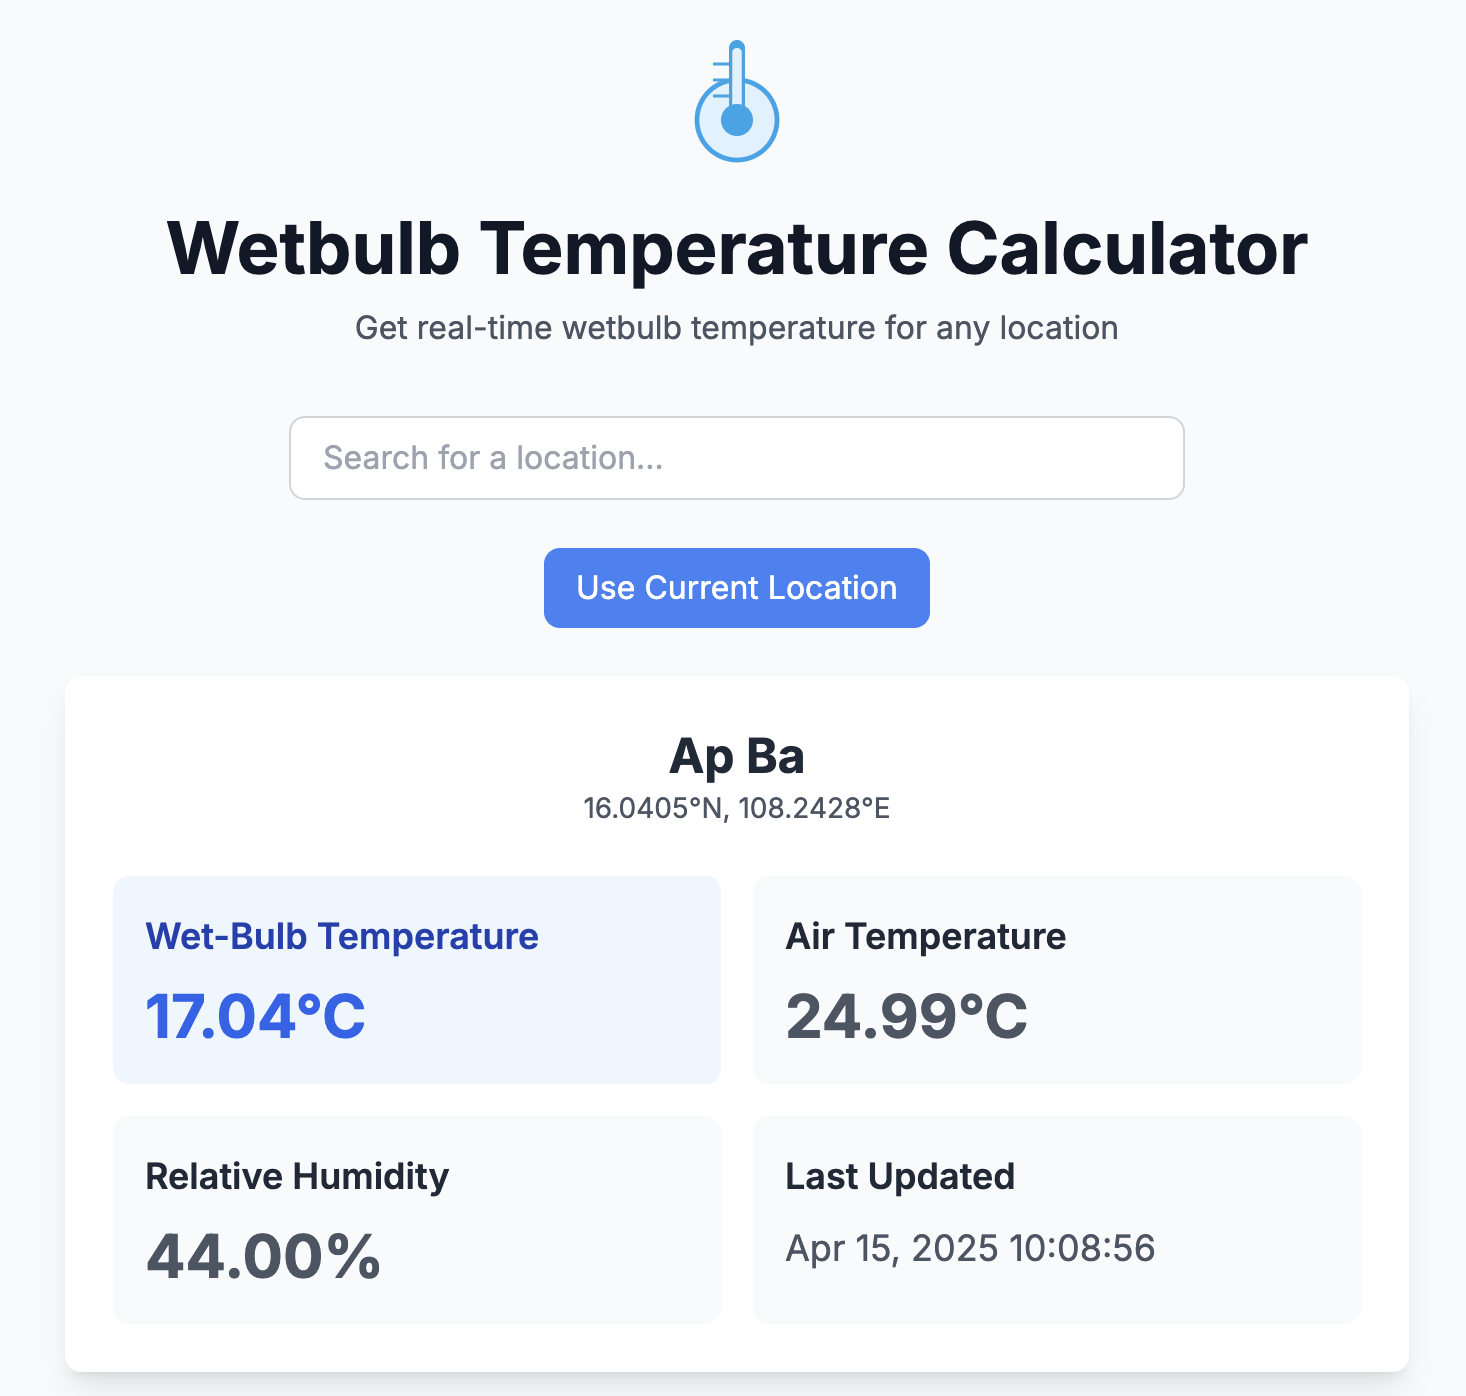 Wetbulb Temperature Calculator
Get real-time wetbulb temperature for any location
Search for a location...
Use Current Location
Ap Ba
16.0405°N, 108.2428°E
Wet-Bulb Temperature
17.04°C
Air Temperature
24.99°C
Relative Humidity
44.00%
Last Updated
Apr 15, 2025 10:08:56